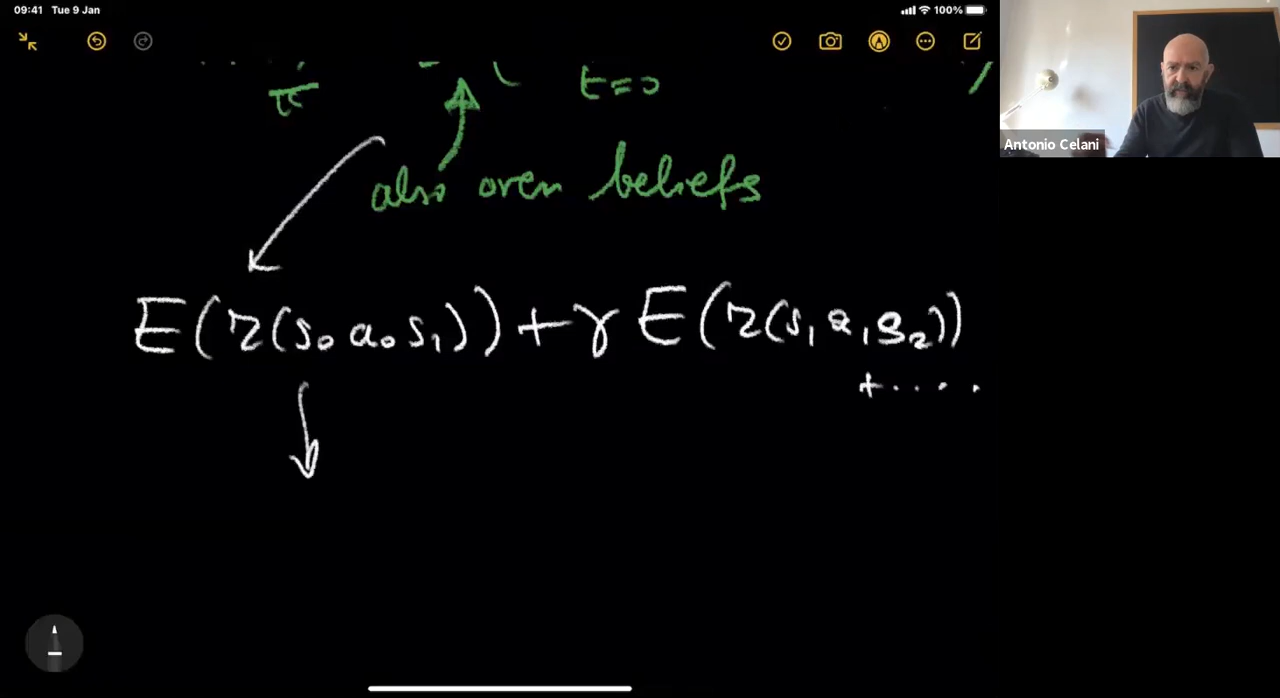 09:41 Tue 9 Jan 100%
π t=0
also over beliefs
E(r(s₀ a₀ s₁)) + γ E(r(s₁ a₁ s₂))
+ ....
Antonio Celani